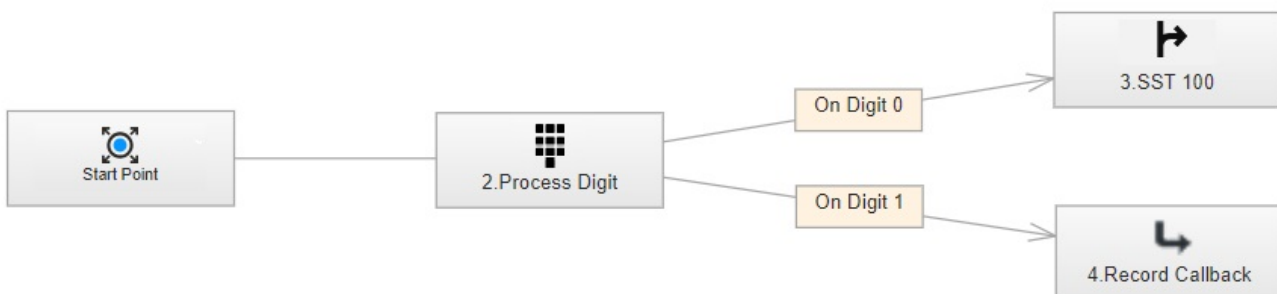 Start Point
2.Process Digit
On Digit 0
On Digit 1
3.SST 100
4.Record Callback